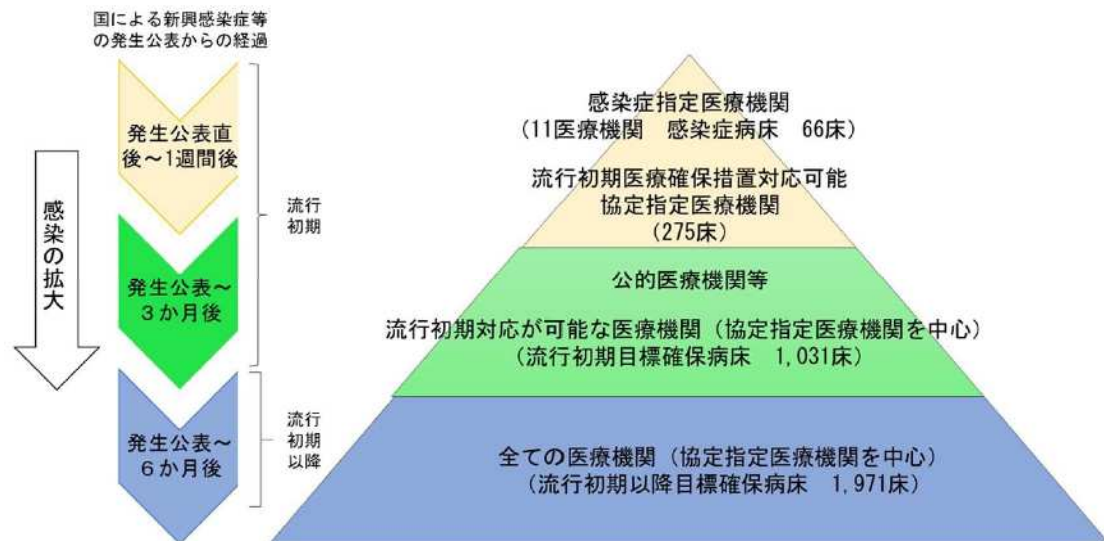 国による新興感染症等
の発生公表からの経過
感染の拡大
発生公表直
後～1週間後
発生公表～
３か月後
発生公表～
６か月後
流行
初期
流行
初期
以降
感染症指定医療機関
（11医療機関　感染症病床　66床）
流行初期医療確保措置対応可能
協定指定医療機関
（275床）
公的医療機関等
流行初期対応が可能な医療機関（協定指定医療機関を中心）
（流行初期目標確保病床　1,031床）
全ての医療機関（協定指定医療機関を中心）
（流行初期以降目標確保病床　1,971床）